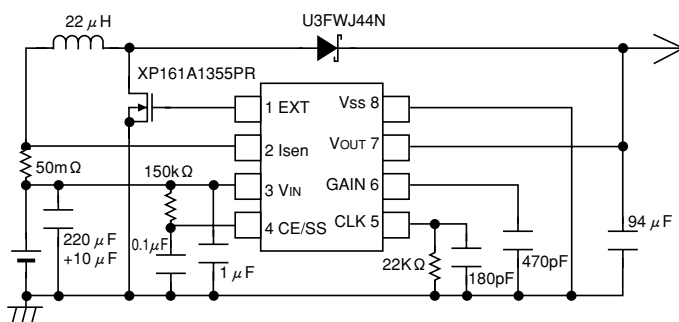 U3FWJ44N
22 μH
XP161A1355PR
1 EXT
VSS 8
2 Isen
VOUT 7
50mΩ
150kΩ
3 VIN
GAIN 6
4 CE/SS
CLK 5
94 μF
220 μF
+10 μF
0.1μF
1 μF
22KΩ
180pF
470pF